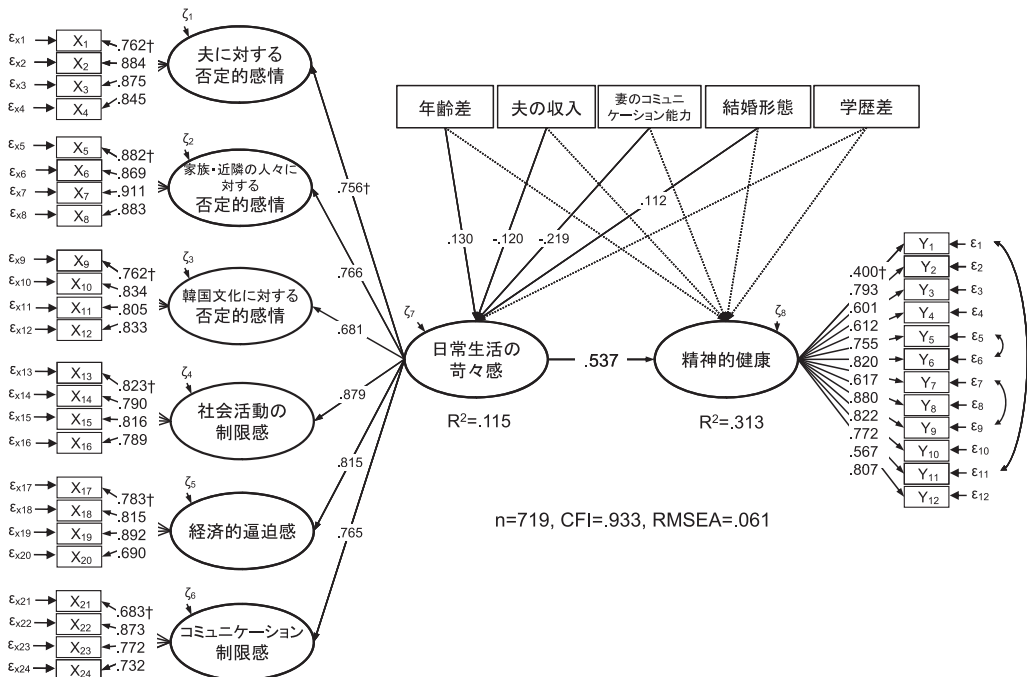 ζ1
εx1 X1 .762†
εx2 X2 .884
εx3 X3 .875
εx4 X4 .845
夫に対する
否定的感情
ζ2
εx5 X5 .882†
εx6 X6 .869
εx7 X7 .911
εx8 X8 .883
家族・近隣の人々に
対する
否定的感情
ζ3
εx9 X9 .762†
εx10 X10 .834
εx11 X11 .805
εx12 X12 .833
韓国文化に対する
否定的感情
ζ4
εx13 X13 .823†
εx14 X14 .790
εx15 X15 .816
εx16 X16 .789
社会活動の
制限感
ζ5
εx17 X17 .783†
εx18 X18 .815
εx19 X19 .892
εx20 X20 .690
経済的逼迫感
ζ6
εx21 X21 .683†
εx22 X22 .873
εx23 X23 .772
εx24 X24 .732
コミュニケーション
制限感
.756†
.766
.681
.879
.815
.765
年齢差
夫の収入
妻のコミュニ
ケーション能力
結婚形態
学歴差
.130
-.120
-.219
.112
ζ7
日常生活の
苛々感
R²=.115
.537
ζ8
精神的健康
R²=.313
.400† Y1 ε1
.793 Y2 ε2
.601 Y3 ε3
.612 Y4 ε4
.755 Y5 ε5
.820 Y6 ε6
.617 Y7 ε7
.880 Y8 ε8
.822 Y9 ε9
.772 Y10 ε10
.567 Y11 ε11
.807 Y12 ε12
n=719, CFI=.933, RMSEA=.061